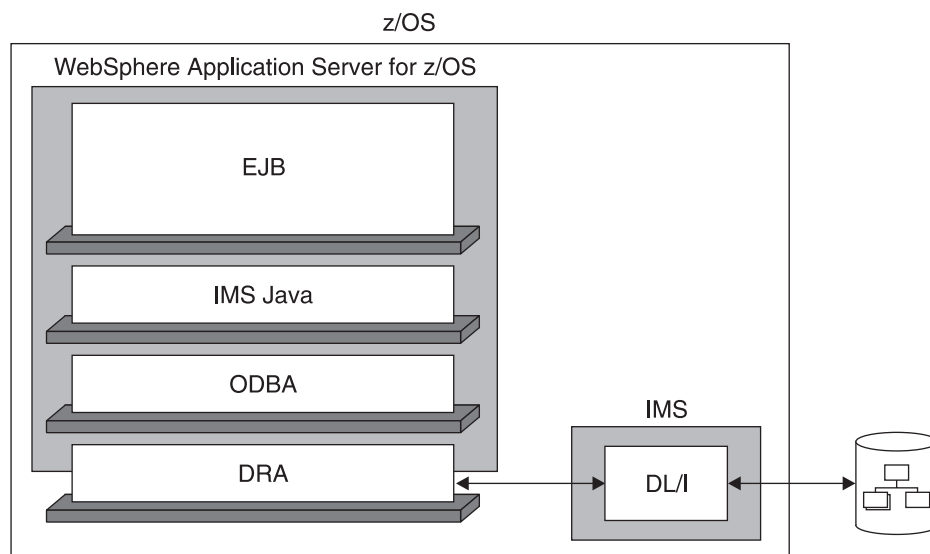 z/OS
WebSphere Application Server for z/OS
EJB
IMS Java
ODBA
DRA
IMS
DL/I